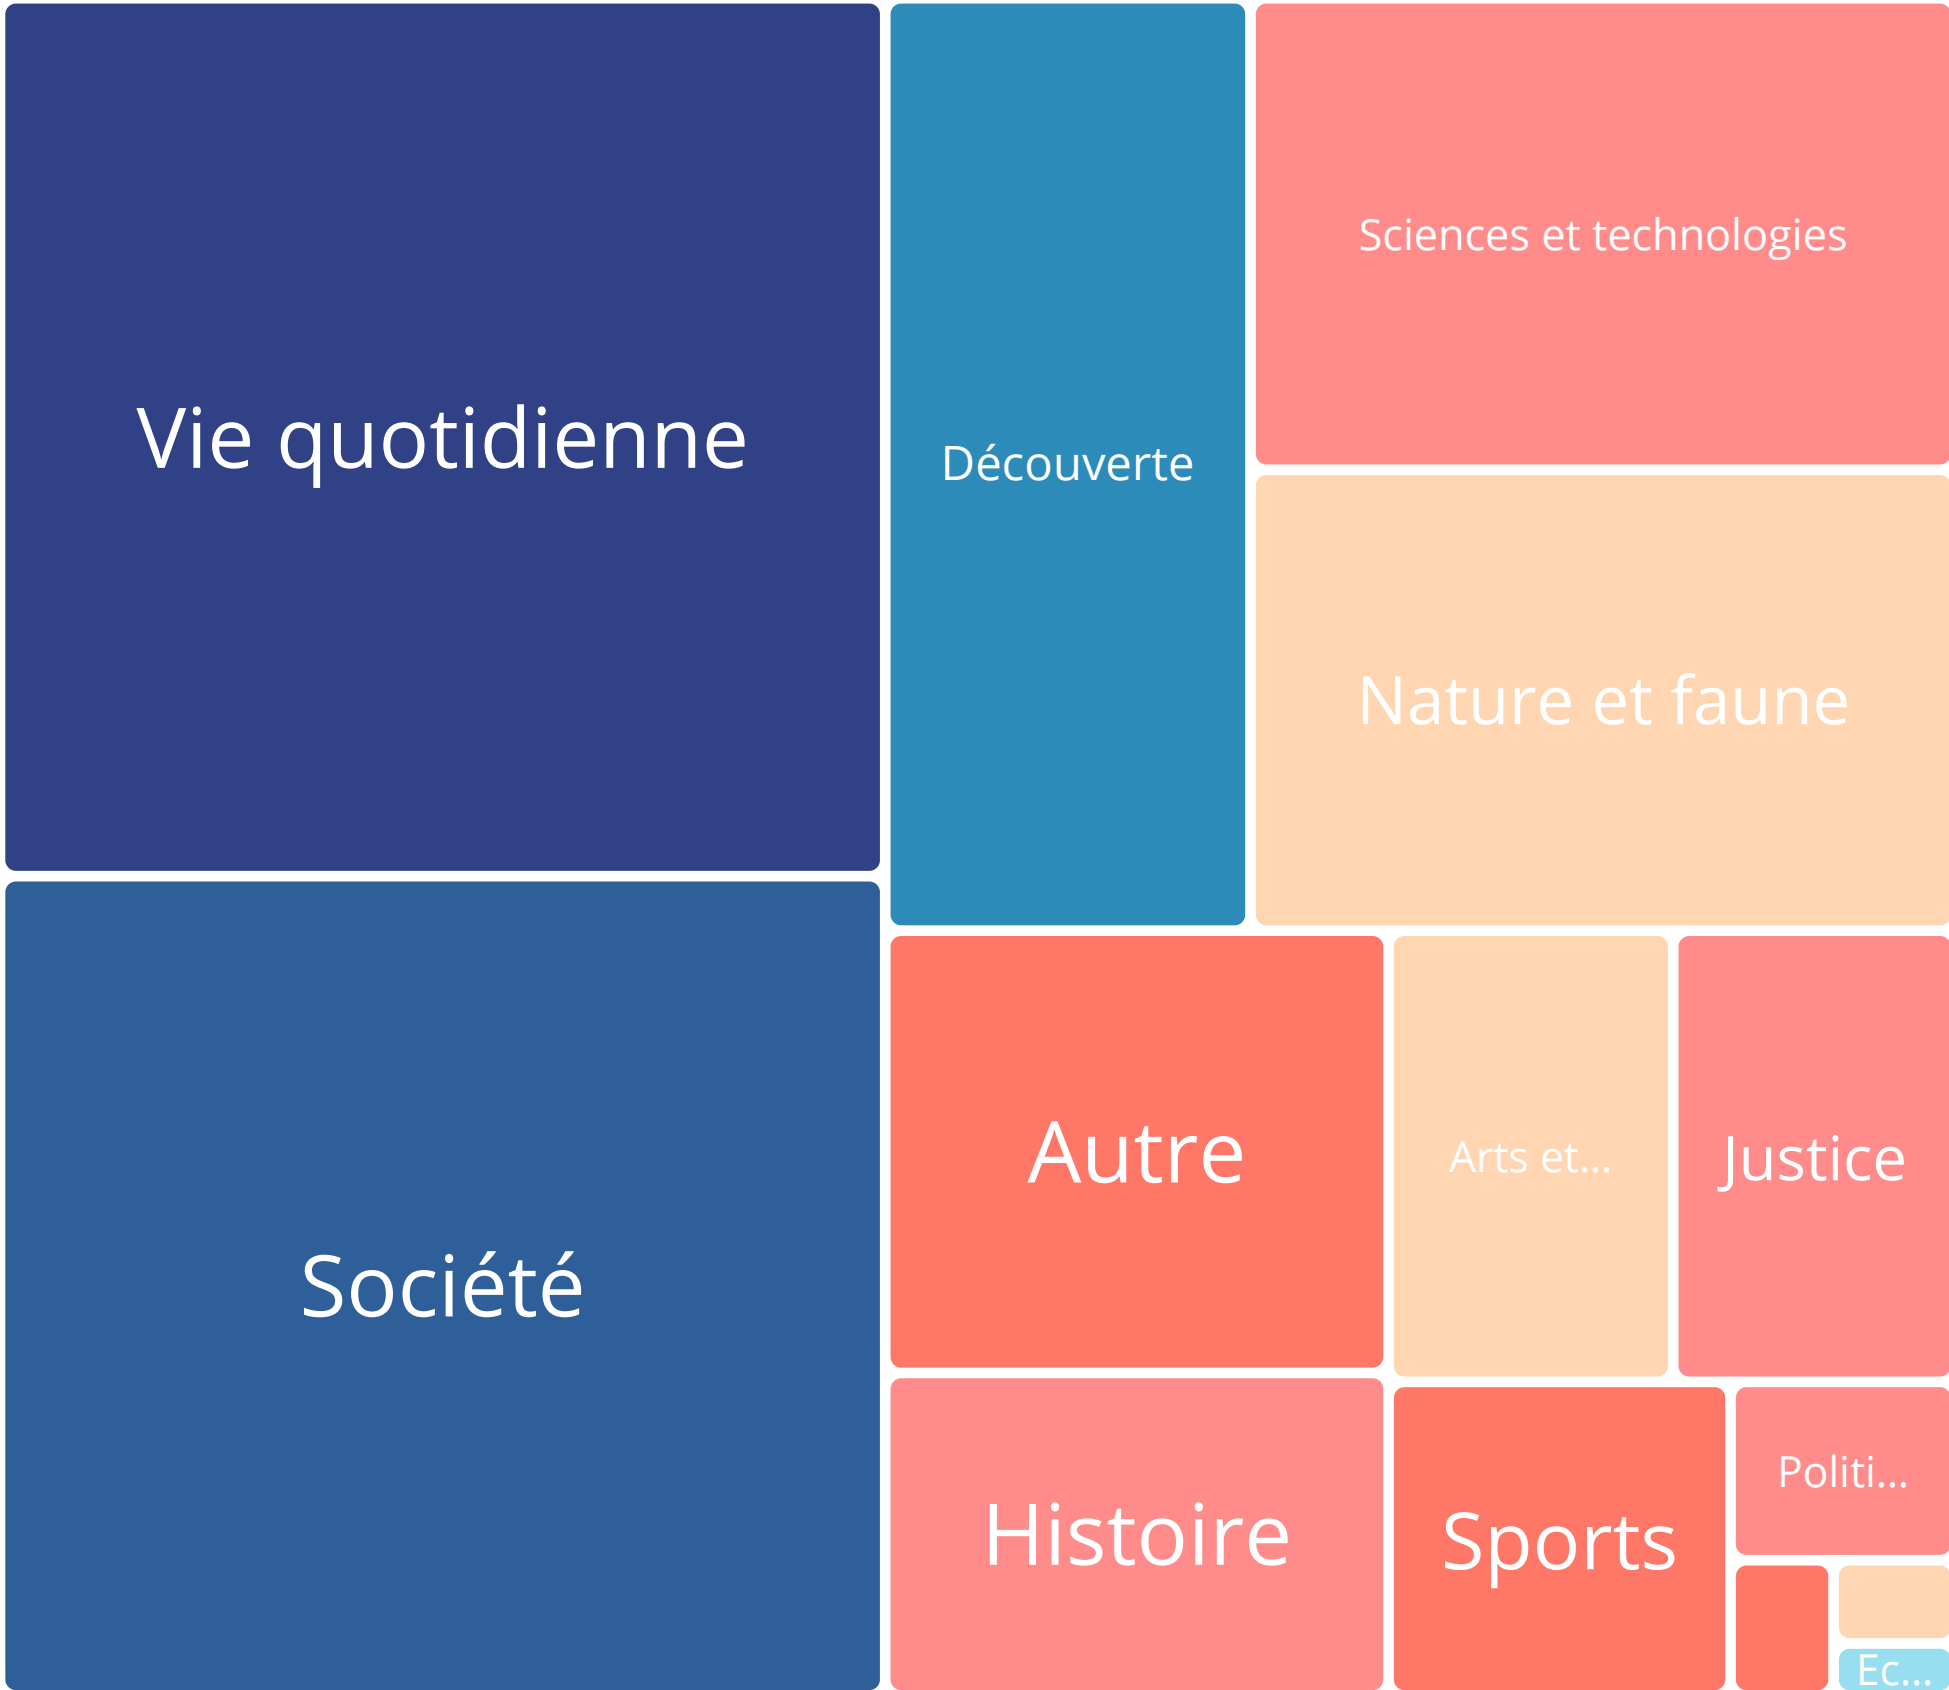 Vie quotidienne
Découverte
Sciences et technologies
Nature et faune
Société
Autre
Arts et...
Justice
Histoire
Sports
Politi...
Ec...